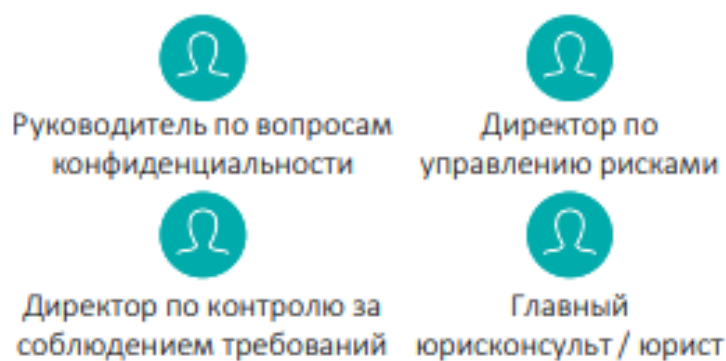 Руководитель по вопросам
конфиденциальности
Директор по
управлению рисками
Директор по контролю за
соблюдением требований
Главный
юрисконсульт / юрист